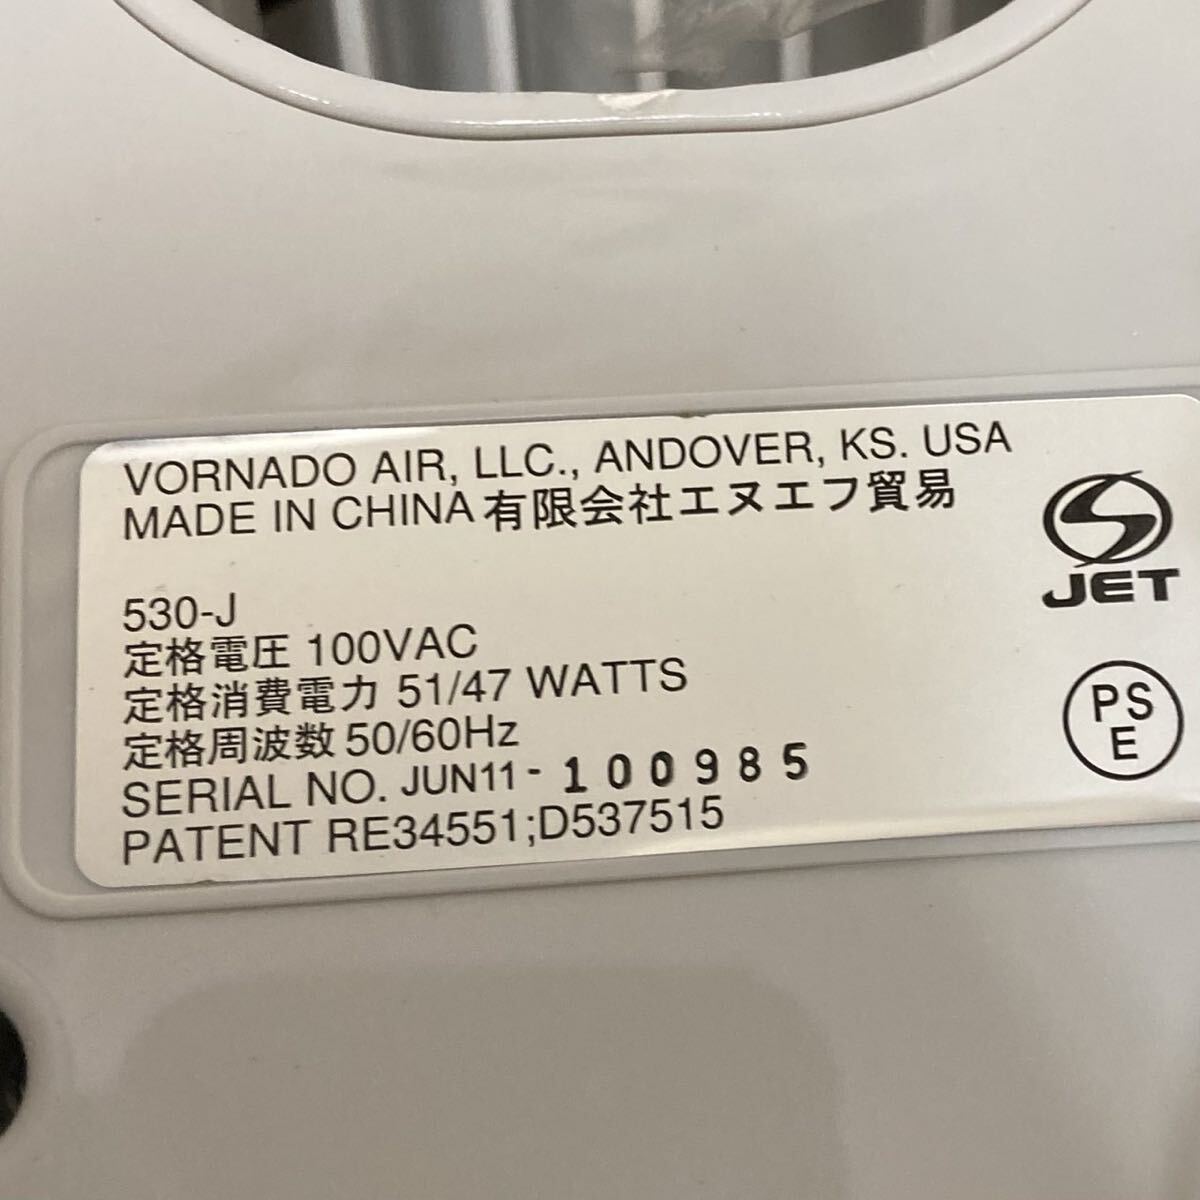 VORNADO AIR, LLC., ANDOVER, KS. USA
MADE IN CHINA 有限会社エヌエフ貿易
JET
530-J
定格電圧 100VAC
定格消費電力 51/47 WATTS
定格周波数 50/60Hz
SERIAL NO. JUN11- 100985
PATENT RE34551;D537515
PS
E